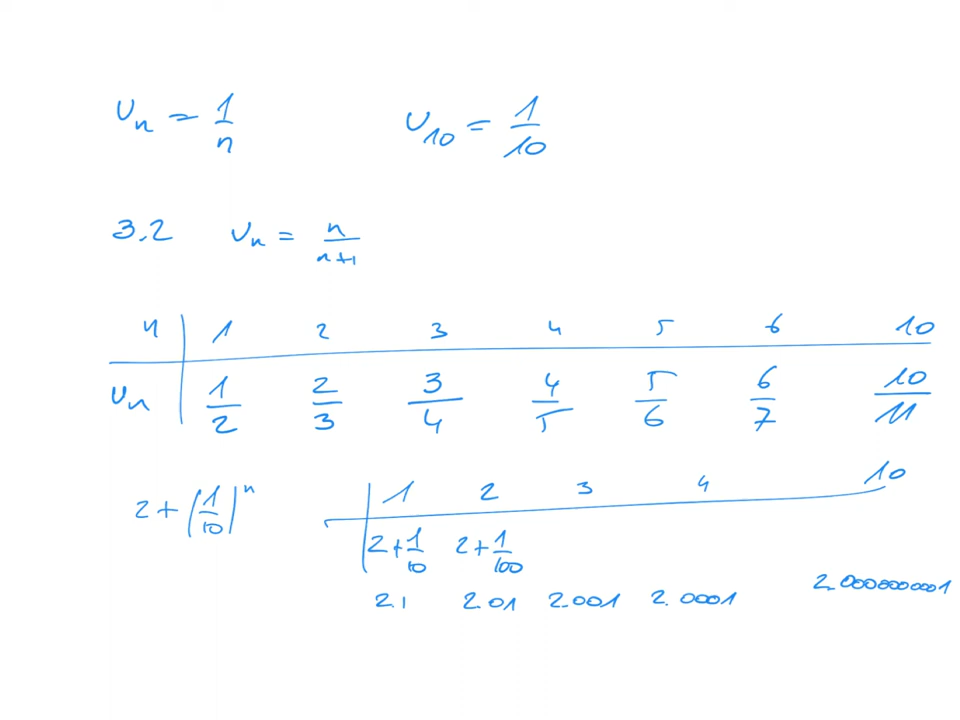 Un = 1/n U10 = 1/10
3.2 Un = n/n+1
n 1 2 3 4 5 6 10
Un 1/2 2/3 3/4 4/5 5/6 6/7 10/11
2 + (1/10)^n 1 2 3 4 10
2 + 1/10 2 + 1/100
2.1 2.01 2.001 2.0001 2.0000000001